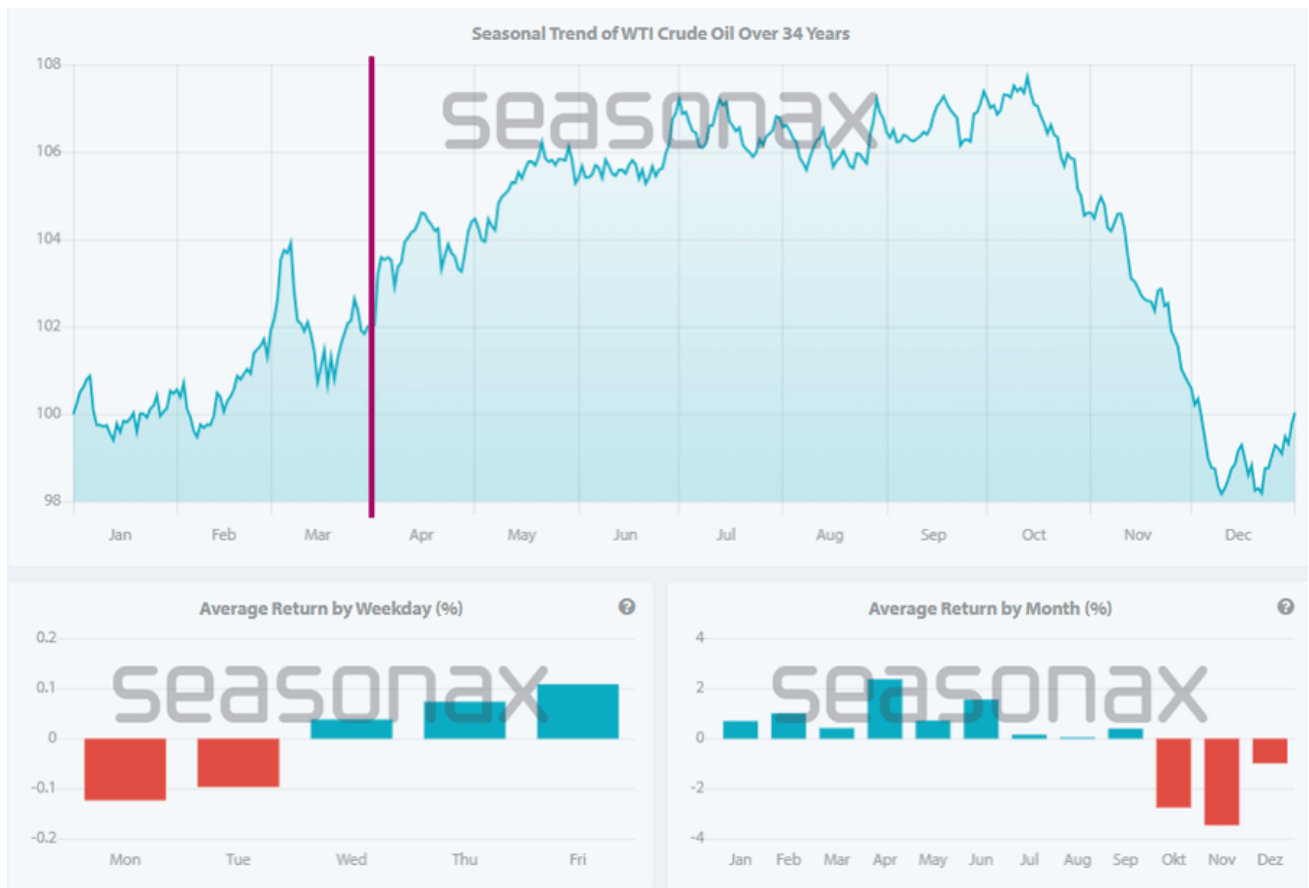 Seasonal Trend of WTI Crude Oil Over 34 Years
seasonax
108
106
104
102
100
98
Jan Feb Mar Apr May Jun Jul Aug Sep Oct Nov Dec
Average Return by Weekday (%) ?
seasonax
0.2
0.1
0
-0.1
-0.2
Mon Tue Wed Thu Fri
Average Return by Month (%) ?
seasonax
4
2
0
-2
-4
Jan Feb Mar Apr May Jun Jul Aug Sep Okt Nov Dez